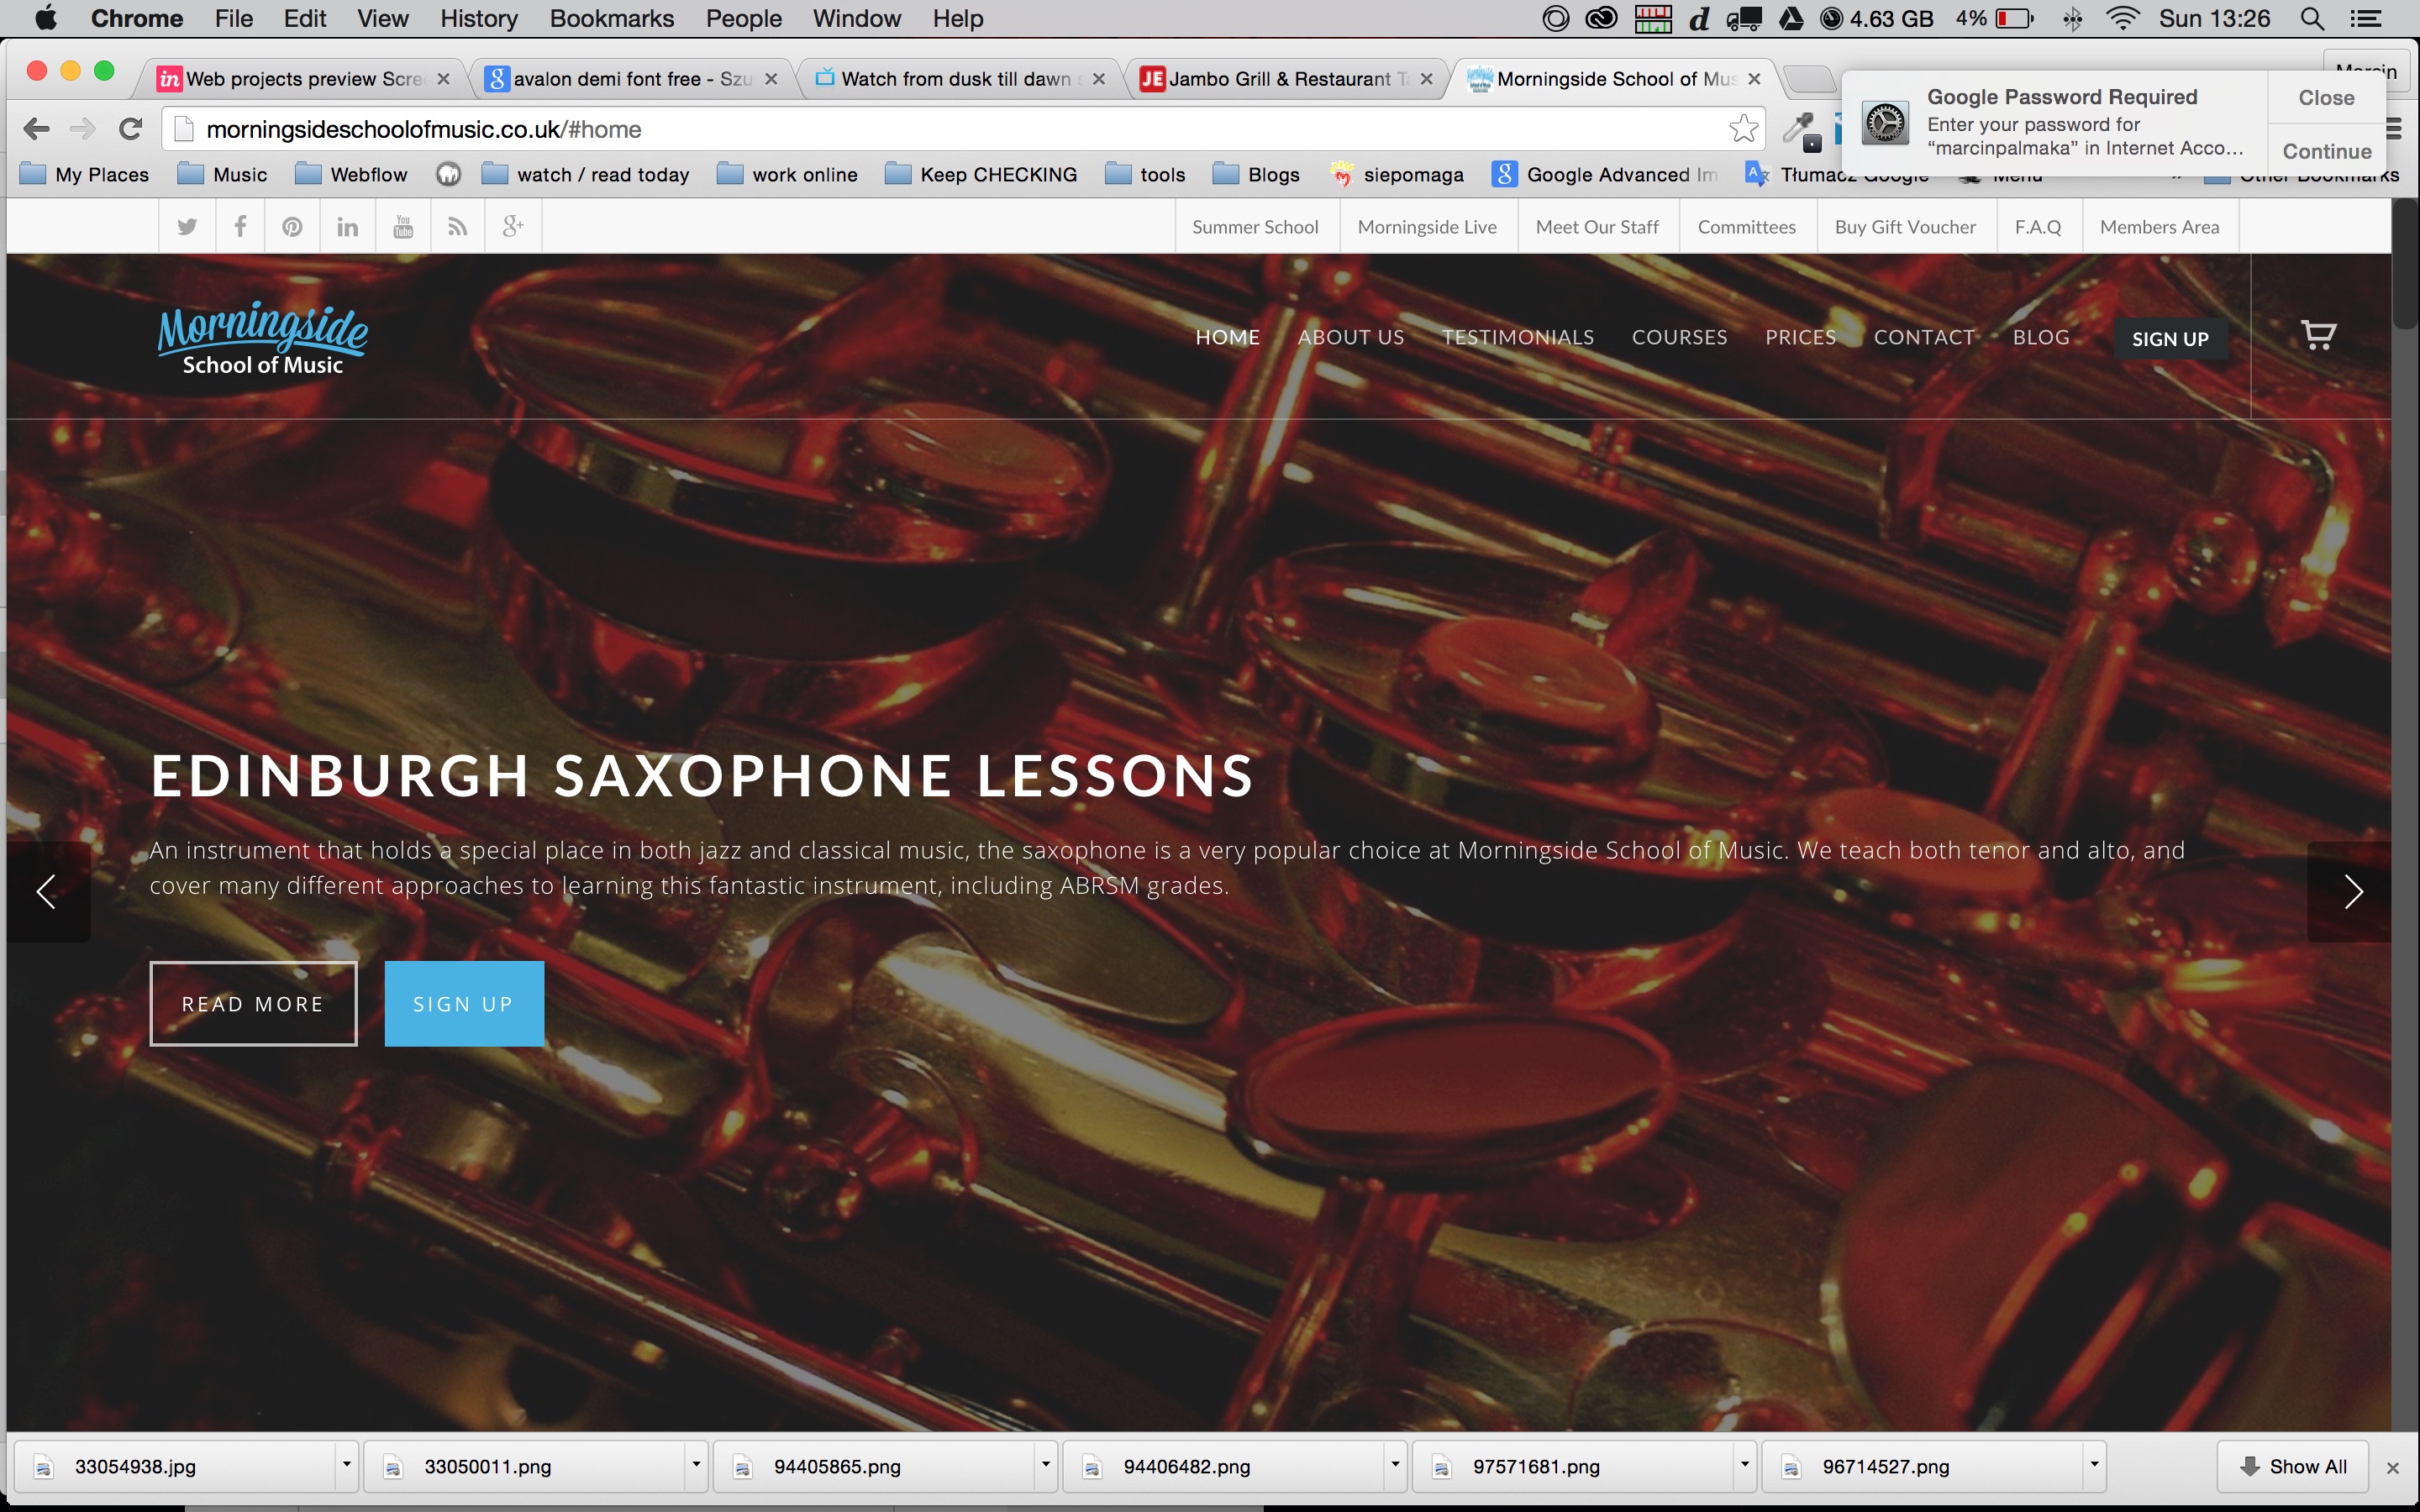 Chrome File Edit View History Bookmarks People Window Help
d 4.63 GB 4% Sun 13:26
in Web projects preview Scre
g avalon demi font free - Szu
Watch from dusk till dawn s
JE Jambo Grill & Restaurant Ta
Morningside School of Mus
Google Password Required
Enter your password for
“marcinpalmaka” in Internet Acco...
Close
Continue
morningsideschoolofmusic.co.uk/#home
My Places Music Webflow watch / read today work online Keep CHECKING tools Blogs siepomaga Google Advanced Im Tłumacz Google Menu Other Bookmarks
You Tube g+
Summer School Morningside Live Meet Our Staff Committees Buy Gift Voucher F.A.Q Members Area
Morningside
School of Music
HOME ABOUT US TESTIMONIALS COURSES PRICES CONTACT BLOG SIGN UP
EDINBURGH SAXOPHONE LESSONS
An instrument that holds a special place in both jazz and classical music, the saxophone is a very popular choice at Morningside School of Music. We teach both tenor and alto, and
cover many different approaches to learning this fantastic instrument, including ABRSM grades.
READ MORE SIGN UP
33054938.jpg 33050011.png 94405865.png 94406482.png 97571681.png 96714527.png Show All